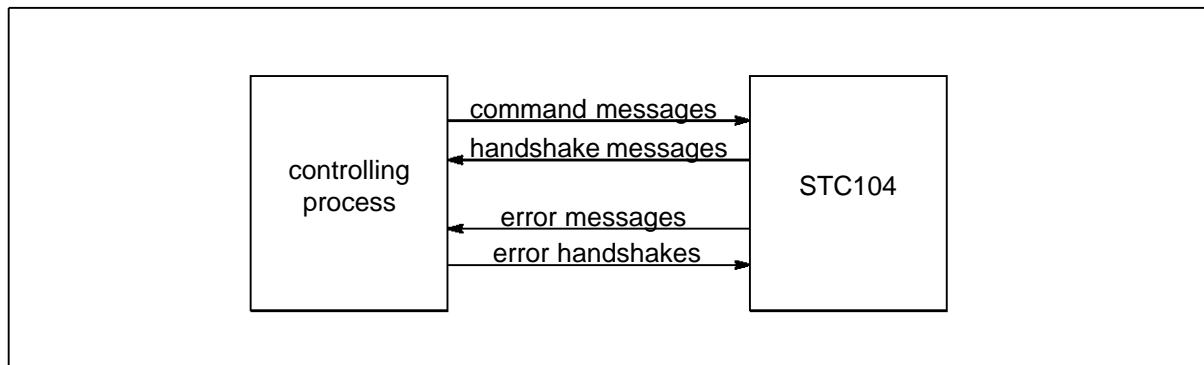 controlling
process
command messages
handshake messages
error messages
error handshakes
STC104